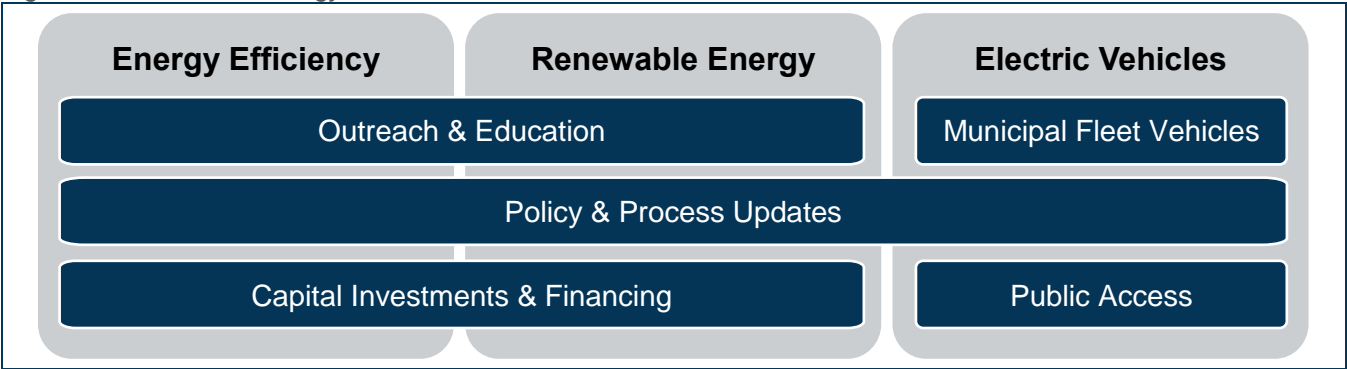 Energy Efficiency
Renewable Energy
Electric Vehicles
Outreach & Education
Municipal Fleet Vehicles
Policy & Process Updates
Capital Investments & Financing
Public Access